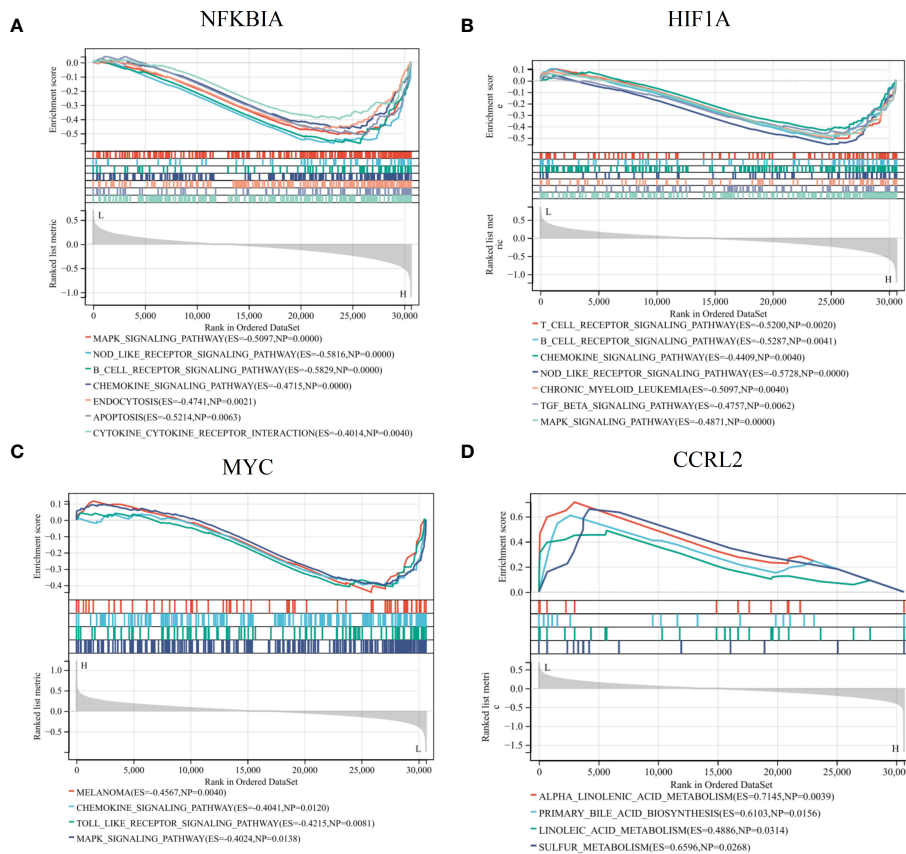 A
NFKBIA
Enrichment score
0.0
-0.1
-0.2
-0.3
-0.4
-0.5
Ranked list metric
0.5
0.0
-0.5
-1.0
L
H
0
5,000
10,000
15,000
20,000
25,000
30,000
Rank in Ordered DataSet
MAPK_SIGNALING_PATHWAY(ES=-0.5097,NP=0.0000)
NOD_LIKE_RECEPTOR_SIGNALING_PATHWAY(ES=-0.5816,NP=0.0000)
B_CELL_RECEPTOR_SIGNALING_PATHWAY(ES=-0.5829,NP=0.0000)
CHEMOKINE_SIGNALING_PATHWAY(ES=-0.4715,NP=0.0000)
ENDOCYTOSIS(ES=-0.4741,NP=0.0021)
APOPTOSIS(ES=-0.5214,NP=0.0063)
CYTOKINE_CYTOKINE_RECEPTOR_INTERACTION(ES=-0.4014,NP=0.0040)
B
HIF1A
Enrichment scor
e
0.1
0.0
-0.1
-0.2
-0.3
-0.4
-0.5
Ranked list met
ric
0.5
0.0
-0.5
-1.0
L
H
0
5,000
10,000
15,000
20,000
25,000
30,000
Rank in Ordered DataSet
T_CELL_RECEPTOR_SIGNALING_PATHWAY(ES=-0.5200,NP=0.0020)
B_CELL_RECEPTOR_SIGNALING_PATHWAY(ES=-0.5287,NP=0.0041)
CHEMOKINE_SIGNALING_PATHWAY(ES=-0.4409,NP=0.0040)
NOD_LIKE_RECEPTOR_SIGNALING_PATHWAY(ES=-0.5728,NP=0.0000)
CHRONIC_MYELOID_LEUKEMIA(ES=-0.5097,NP=0.0040)
TGF_BETA_SIGNALING_PATHWAY(ES=-0.4757,NP=0.0062)
MAPK_SIGNALING_PATHWAY(ES=-0.4871,NP=0.0000)
C
MYC
Enrichment score
0.1
0.0
-0.1
-0.2
-0.3
-0.4
Ranked list metric
1.0
0.5
0.0
-0.5
H
L
0
5,000
10,000
15,000
20,000
25,000
30,000
Rank in Ordered DataSet
MELANOMA(ES=-0.4567,NP=0.0040)
CHEMOKINE_SIGNALING_PATHWAY(ES=-0.4041,NP=0.0120)
TOLL_LIKE_RECEPTOR_SIGNALING_PATHWAY(ES=-0.4215,NP=0.0081)
MAPK_SIGNALING_PATHWAY(ES=-0.4024,NP=0.0138)
D
CCRL2
Enrichment score
0.6
0.4
0.2
0.0
Ranked list metri
c
0.5
0.0
-0.5
-1.0
-1.5
L
H
0
5,000
10,000
15,000
20,000
25,000
30,000
Rank in Ordered DataSet
ALPHA_LINOLENIC_ACID_METABOLISM(ES=0.7145,NP=0.0039)
PRIMARY_BILE_ACID_BIOSYNTHESIS(ES=0.6103,NP=0.0156)
LINOLEIC_ACID_METABOLISM(ES=0.4886,NP=0.0314)
SULFUR_METABOLISM(ES=0.6596,NP=0.0268)